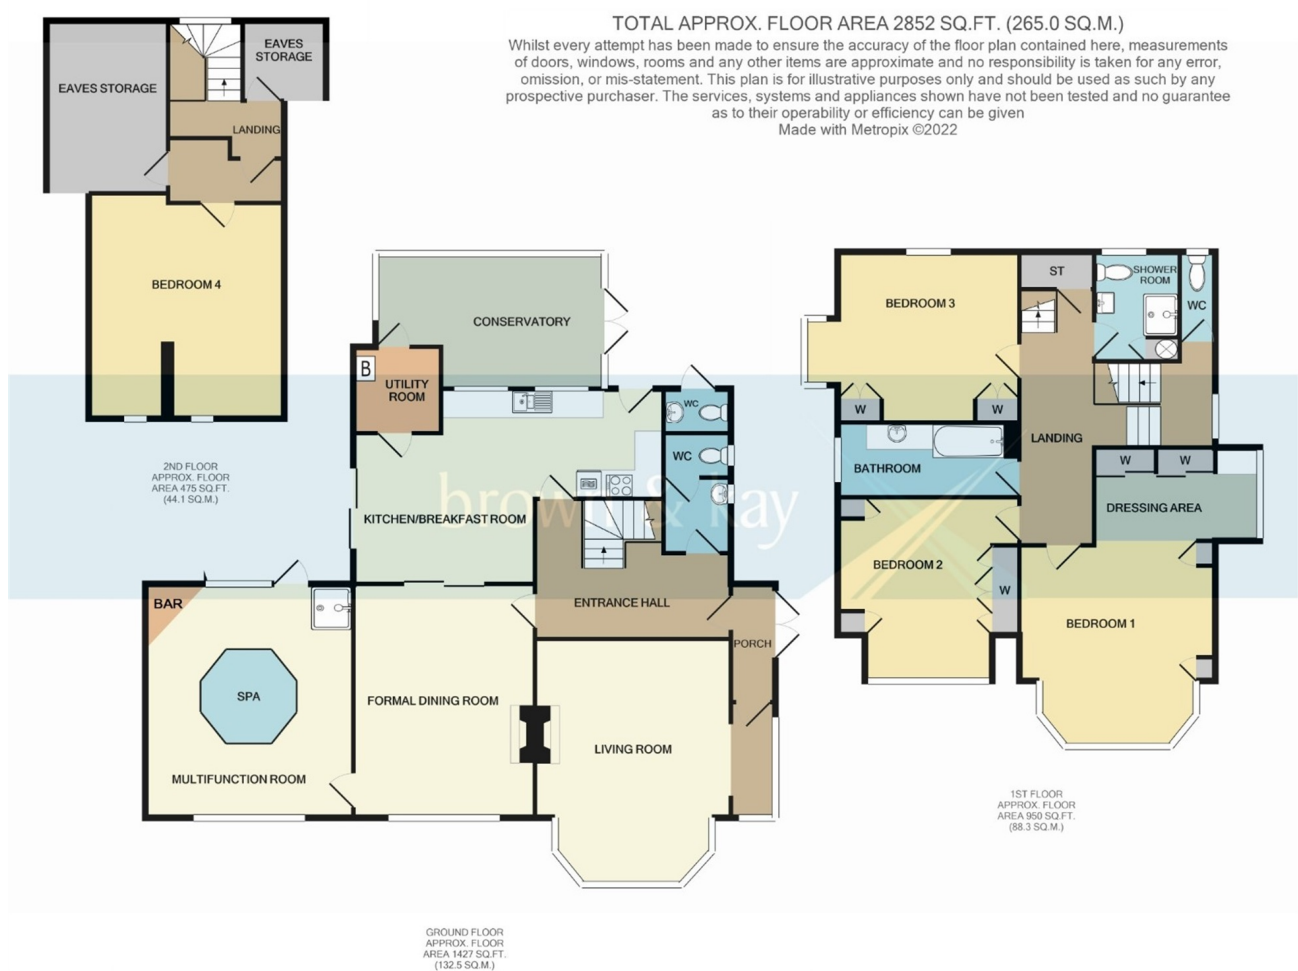 TOTAL APPROX. FLOOR AREA 2852 SQ.FT. (265.0 SQ.M.)
Whilst every attempt has been made to ensure the accuracy of the floor plan contained here, measurements
of doors, windows, rooms and any other items are approximate and no responsibility is taken for any error,
omission, or mis-statement. This plan is for illustrative purposes only and should be used as such by any
prospective purchaser. The services, systems and appliances shown have not been tested and no guarantee
as to their operability or efficiency can be given
Made with Metropix ©2022
EAVES STORAGE
EAVES
STORAGE
LANDING
BEDROOM 4
2ND FLOOR
APPROX. FLOOR
AREA 475 SQ.FT.
(44.1 SQ.M.)
CONSERVATORY
B
UTILITY
ROOM
WC
WC
KITCHEN/BREAKFAST ROOM
brown & kay
ENTRANCE HALL
PORCH
BAR
SPA
MULTIFUNCTION ROOM
FORMAL DINING ROOM
LIVING ROOM
GROUND FLOOR
APPROX. FLOOR
AREA 1427 SQ.FT.
(132.5 SQ.M.)
ST
SHOWER
ROOM
WC
BEDROOM 3
W
W
LANDING
BATHROOM
W
W
DRESSING AREA
BEDROOM 2
W
BEDROOM 1
1ST FLOOR
APPROX. FLOOR
AREA 950 SQ.FT.
(88.3 SQ.M.)